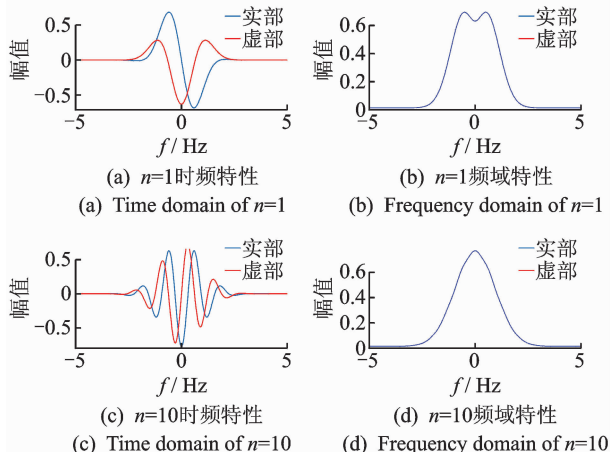 实部
虚部
0.5
0
−0.5
幅值
−5
0
5
f / Hz
(a) n=1时频特性
(a) Time domain of n=1
实部
虚部
0.6
0.4
0.2
0
幅值
−5
0
5
f / Hz
(b) n=1频域特性
(b) Frequency domain of n=1
实部
虚部
0.5
0
−0.5
幅值
−5
0
5
f / Hz
(c) n=10时频特性
(c) Time domain of n=10
实部
虚部
0.6
0.4
0.2
0
幅值
−5
0
5
f / Hz
(d) n=10频域特性
(d) Frequency domain of n=10